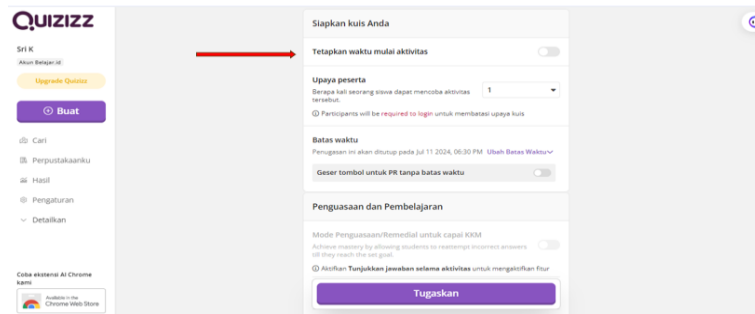 QUIZIZZ
Sri K
Akun Belajar.id
Upgrade Quizizz
Buat
Cari
Perpustakaanku
Hasil
Pengaturan
Detailkan
Coba ekstensi AI Chrome
kami
Available in the
Chrome Web Store
Siapkan kuis Anda
Tetapkan waktu mulai aktivitas
Upaya peserta
Berapa kali seorang siswa dapat mencoba aktivitas
tersebut.
1
Participants will be required to login untuk membatasi upaya kuis
Batas waktu
Penugasan ini akan ditutup pada Jul 11 2024, 06:30 PM Ubah Batas Waktu
Geser tombol untuk PR tanpa batas waktu
Penguasaan dan Pembelajaran
Mode Penguasaan/Remedial untuk capai KKM
Achieve mastery by allowing students to reattempt incorrect answers
till they reach the set goal.
Aktifkan Tunjukkan jawaban selama aktivitas untuk mengaktifkan fitur
Tugaskan